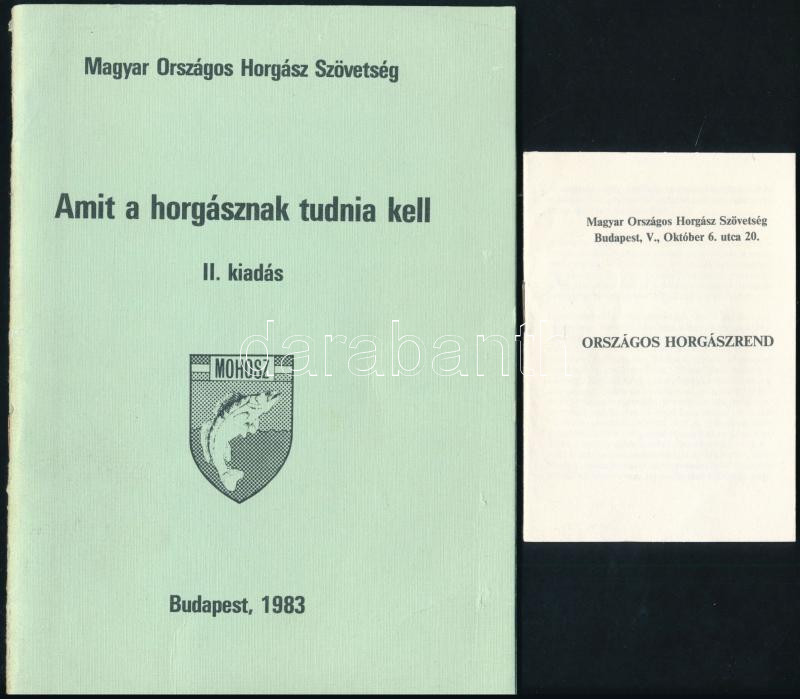 Magyar Országos Horgász Szövetség
Amit a horgásznak tudnia kell
II. kiadás
MOHOSZ
Budapest, 1983
Magyar Országos Horgász Szövetség
Budapest, V., Október 6. utca 20.
ORSZÁGOS HORGÁSZREND
darabanth